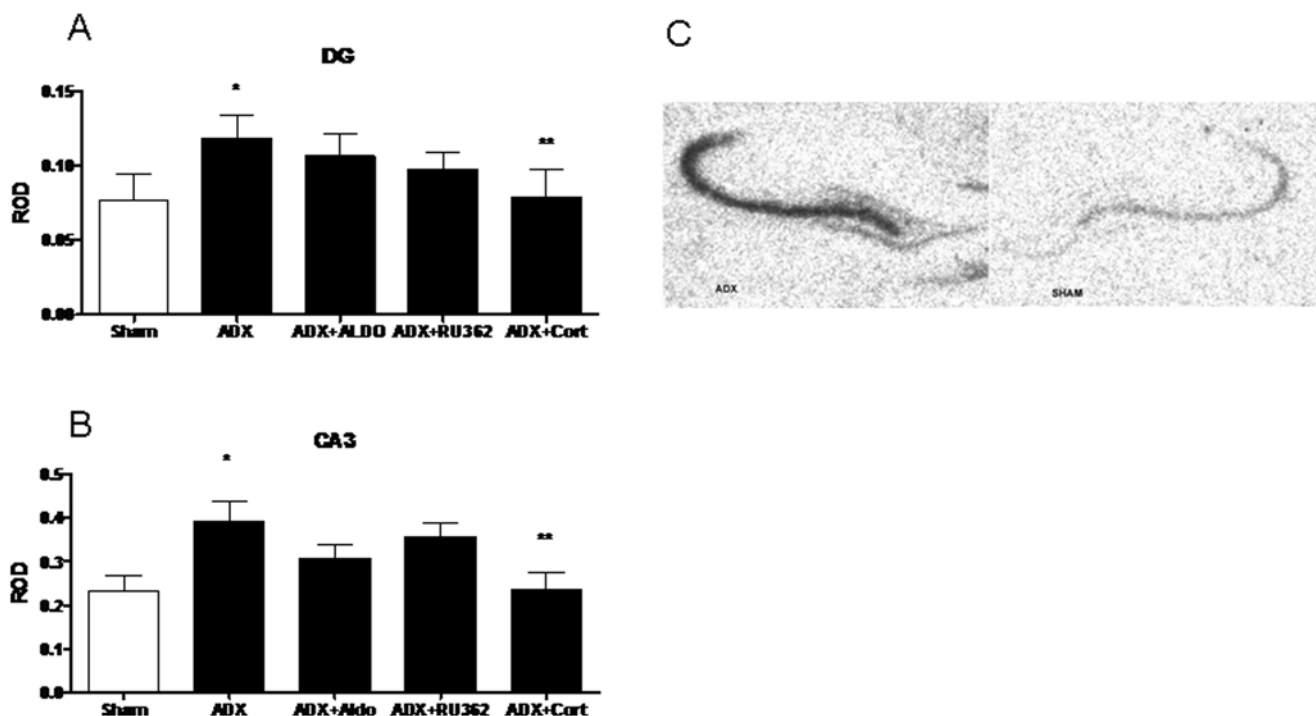 A
DG
0.15
0.10
0.05
0.00
ROD
*
**
Sham ADX ADX+ALDO ADX+RU362 ADX+Cort
B
CA3
0.5
0.4
0.3
0.2
0.1
0.0
ROD
*
**
Sham ADX ADX+Aldo ADX+RU362 ADX+Cort
C
ADX SHAM